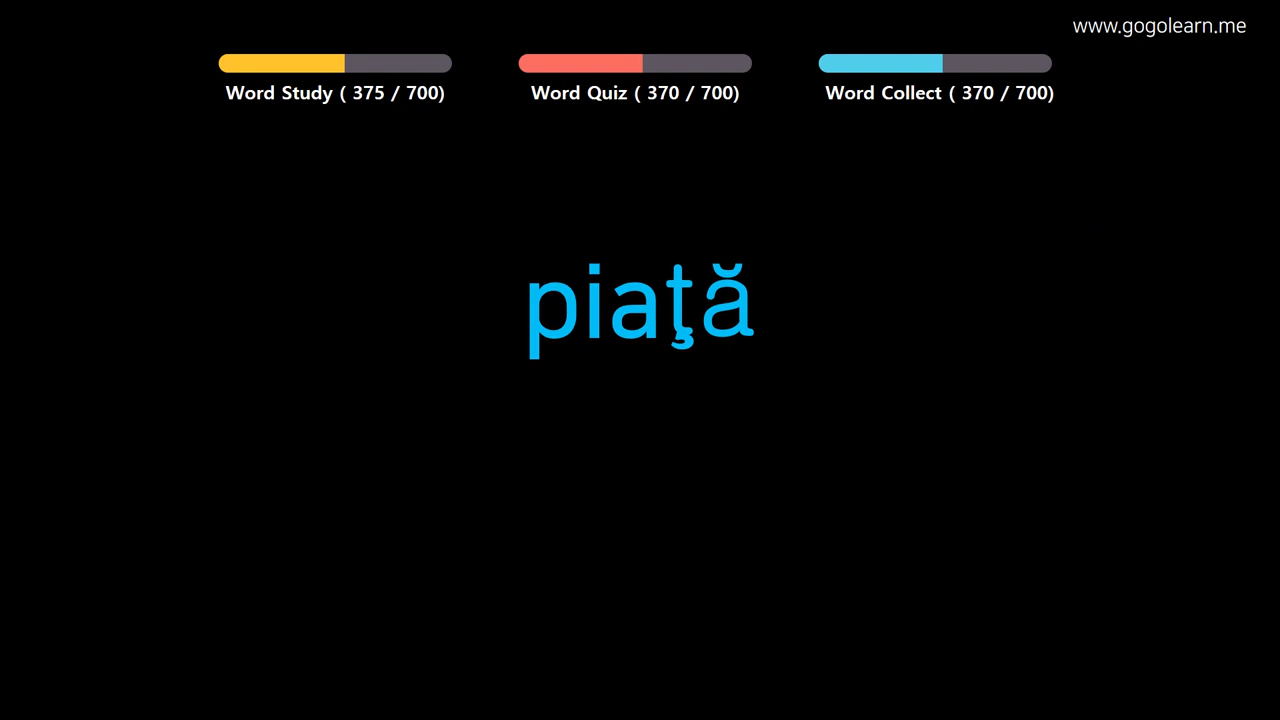 www.gogolearn.me
Word Study ( 375 / 700)
Word Quiz ( 370 / 700)
Word Collect ( 370 / 700)
piaţă